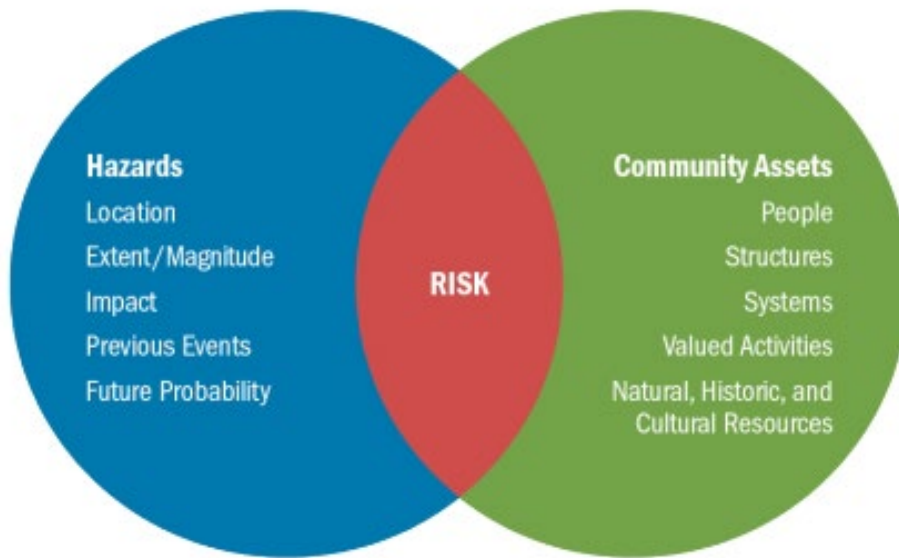 Hazards
Location
Extent/Magnitude
Impact
Previous Events
Future Probability
RISK
Community Assets
People
Structures
Systems
Valued Activities
Natural, Historic, and
Cultural Resources